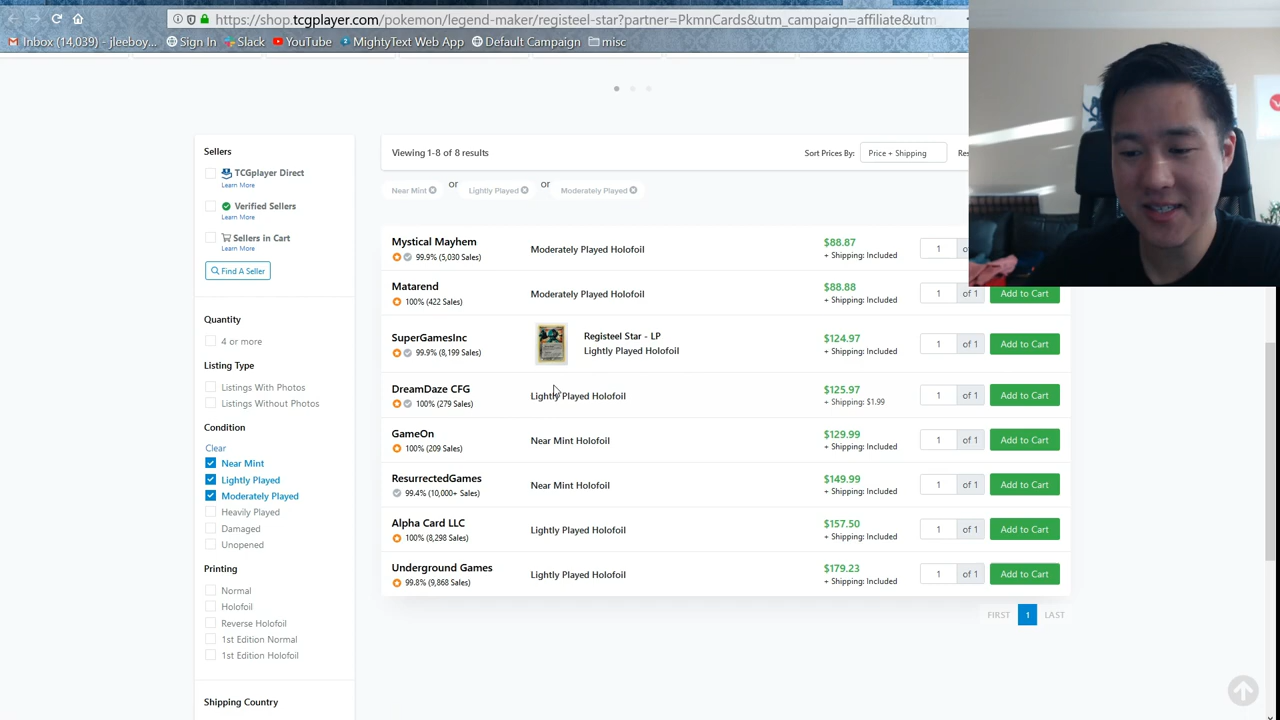 https://shop.tcgplayer.com/pokemon/legend-maker/registeel-star?partner=PkmnCards&utm_campaign=affiliate&utm
Inbox (14,039) - jleeboy... Sign In Slack YouTube MightyText Web App Default Campaign misc
Sellers
TCGplayer Direct
Learn More
Verified Sellers
Learn More
Sellers in Cart
Learn More
Find A Seller
Quantity
4 or more
Listing Type
Listings With Photos
Listings Without Photos
Condition
Clear
Near Mint
Lightly Played
Moderately Played
Heavily Played
Damaged
Unopened
Printing
Normal
Holofoil
Reverse Holofoil
1st Edition Normal
1st Edition Holofoil
Shipping Country
Viewing 1-8 of 8 results
Sort Prices By: Price + Shipping
Near Mint or Lightly Played or Moderately Played
Mystical Mayhem
99.9% (5,030 Sales)
Moderately Played Holofoil
$88.87
+ Shipping: Included
1
Matarend
100% (422 Sales)
Moderately Played Holofoil
$88.88
+ Shipping: Included
1 of 1 Add to Cart
SuperGamesInc
99.9% (8,199 Sales)
Registeel Star - LP
Lightly Played Holofoil
$124.97
+ Shipping: Included
1 of 1 Add to Cart
DreamDaze CFG
100% (279 Sales)
Lightly Played Holofoil
$125.97
+ Shipping: $1.99
1 of 1 Add to Cart
GameOn
100% (209 Sales)
Near Mint Holofoil
$129.99
+ Shipping: Included
1 of 1 Add to Cart
ResurrectedGames
99.4% (10,000+ Sales)
Near Mint Holofoil
$149.99
+ Shipping: Included
1 of 1 Add to Cart
Alpha Card LLC
100% (8,298 Sales)
Lightly Played Holofoil
$157.50
+ Shipping: Included
1 of 1 Add to Cart
Underground Games
99.8% (9,868 Sales)
Lightly Played Holofoil
$179.23
+ Shipping: Included
1 of 1 Add to Cart
FIRST 1 LAST